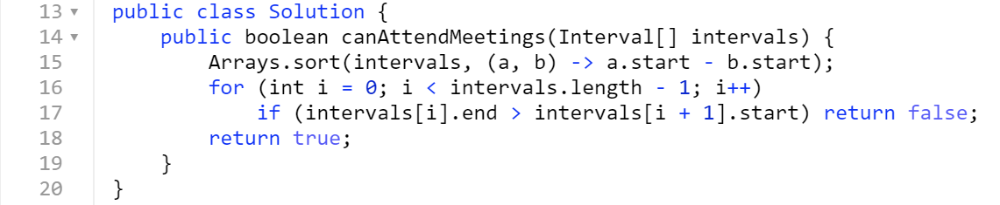 13 ▾ public class Solution {
14 ▾     public boolean canAttendMeetings(Interval[] intervals) {
15         Arrays.sort(intervals, (a, b) -> a.start - b.start);
16         for (int i = 0; i < intervals.length - 1; i++)
17             if (intervals[i].end > intervals[i + 1].start) return false;
18         return true;
19     }
20 }